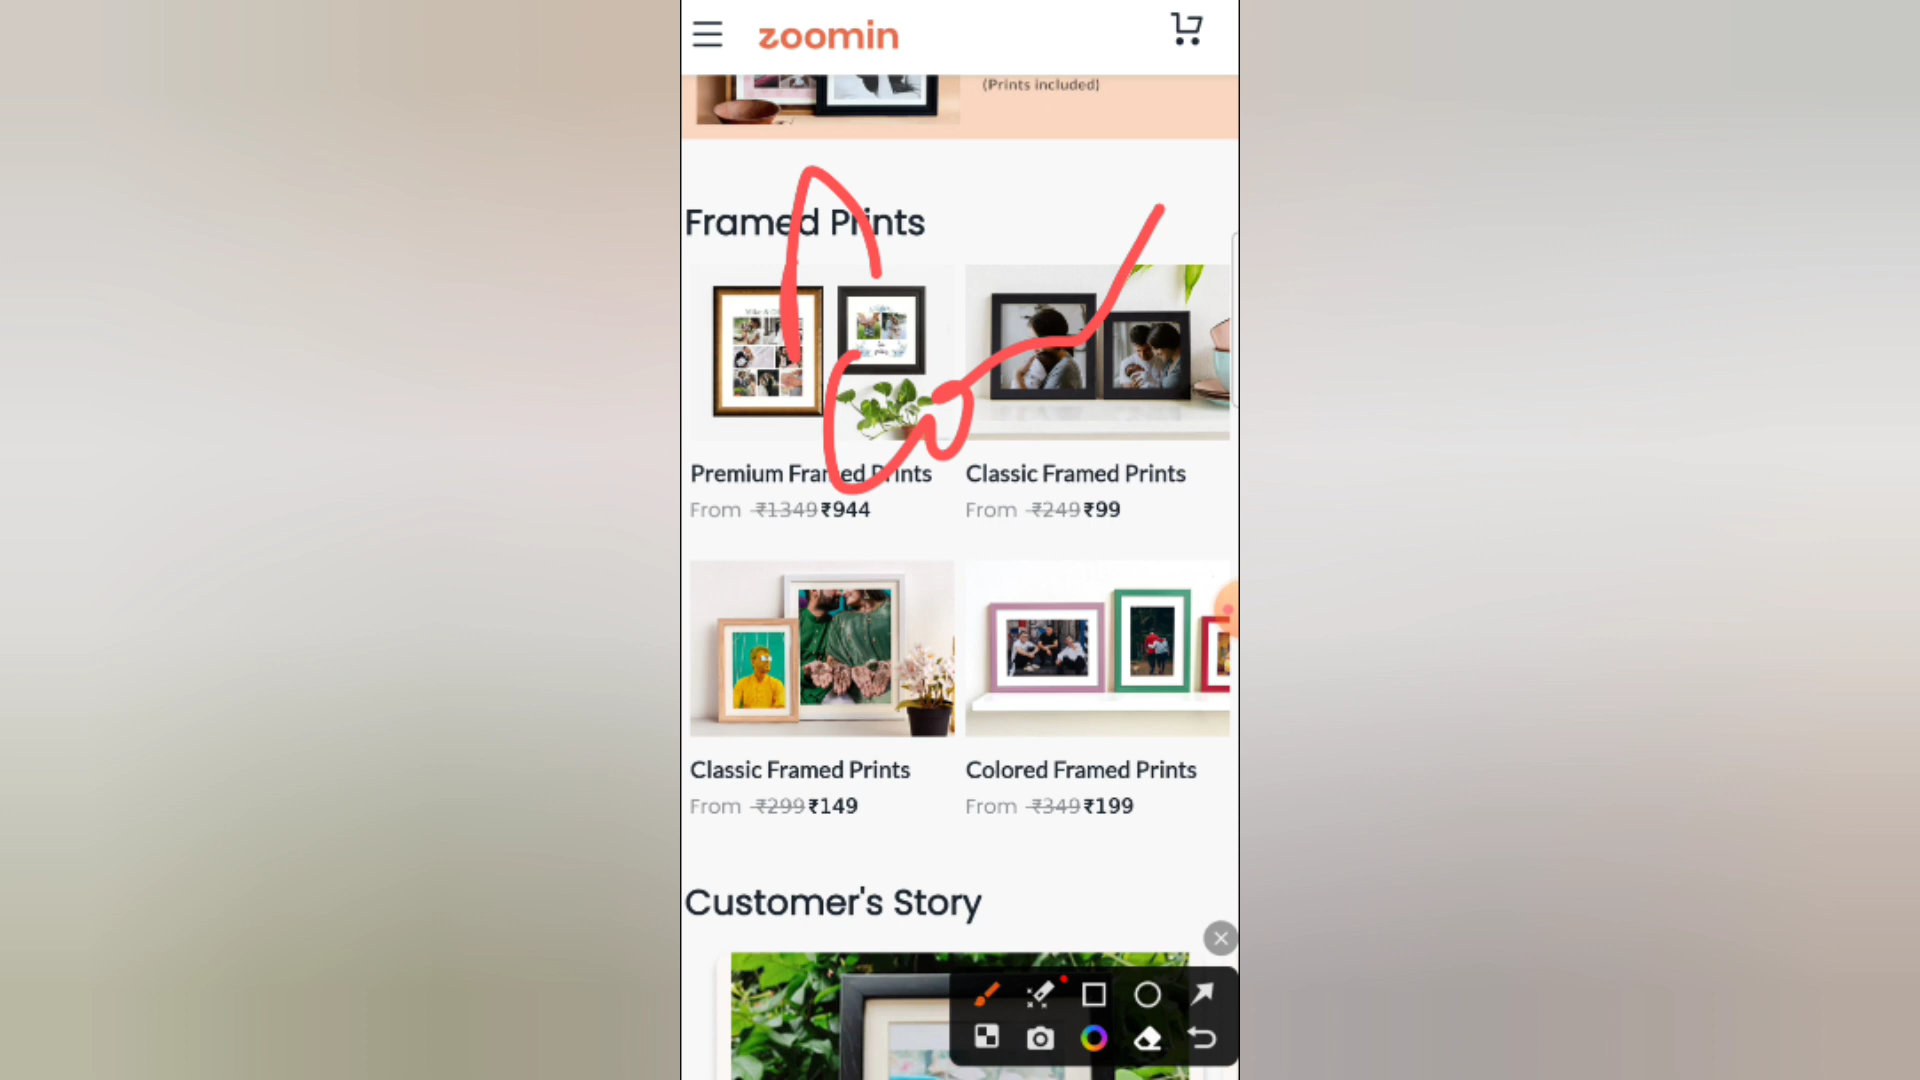 zoomin
(Prints included)
Framed Prints
Premium Framed Prints
From ₹1349 ₹944
Classic Framed Prints
From ₹249 ₹99
Classic Framed Prints
From ₹299 ₹149
Colored Framed Prints
From ₹349 ₹199
Customer's Story